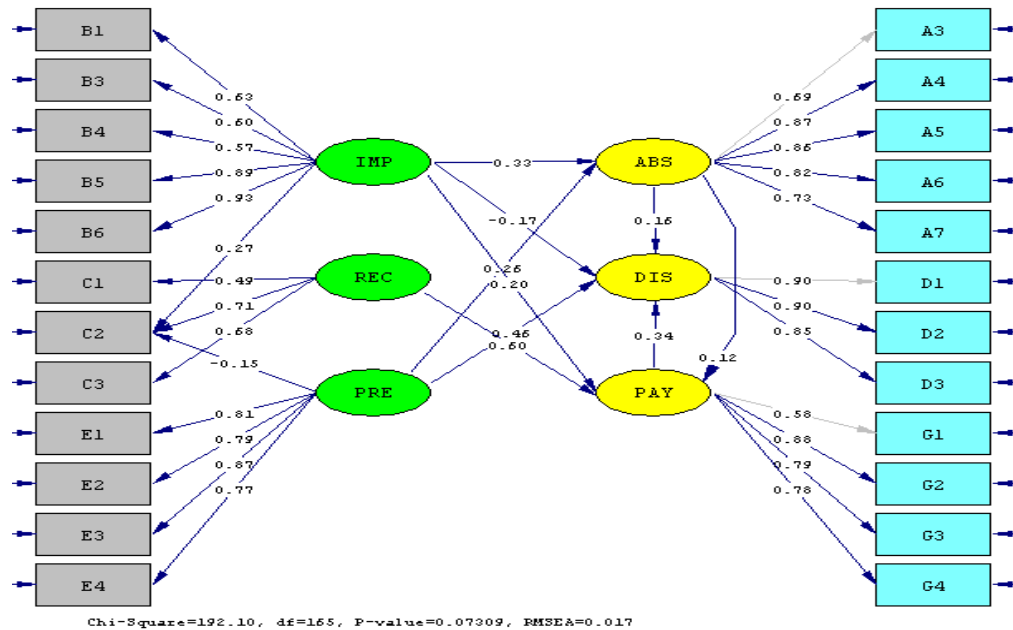 B1
A3
B3
A4
0.63
0.69
B4
0.60
0.87
A5
0.57
IMP
0.33
ABS
0.86
B5
0.89
0.82
A6
B6
0.93
-0.17
0.16
0.73
A7
0.27
C1
0.49
REC
0.26
0.20
DIS
0.90
D1
C2
0.71
0.90
D2
0.68
0.46
0.60
0.34
0.85
C3
-0.15
PRE
0.12
PAY
D3
E1
0.81
0.58
G1
0.79
0.88
E2
0.87
0.79
G2
0.77
0.78
E3
G3
E4
G4
Chi-Square=192.10, df=165, P-value=0.07309, RMSEA=0.017